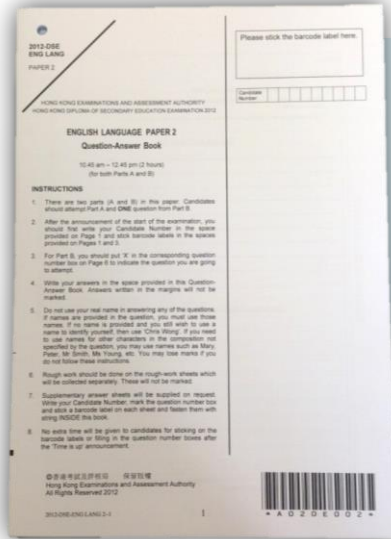 2012-DSE
ENG LANG
PAPER 2
HONG KONG EXAMINATIONS AND ASSESSMENT AUTHORITY
HONG KONG DIPLOMA OF SECONDARY EDUCATION EXAMINATION 2012
ENGLISH LANGUAGE PAPER 2
Question-Answer Book
10.45 am – 12.45 pm (2 hours)
(for both Parts A and B)
INSTRUCTIONS
1. There are two parts (A and B) in this paper. Candidates
should attempt Part A and ONE question from Part B.
2. After the announcement of the start of the examination, you
should first write your Candidate Number in the space
provided on Page 1 and stick barcode labels in the spaces
provided on Pages 1 and 3.
3. For Part B, you should put 'X' in the corresponding question
number box on Page 6 to indicate the question you are going
to attempt.
4. Write your answers in the space provided in this Question-
Answer Book. Answers written in the margins will not be
marked.
5. Do not use your real name in answering any of the questions.
If names are provided in the question, you must use those
names. If no name is provided and you still wish to use a
name to identify yourself, then use 'Chris Wong'. If you need
to use names for other characters in the composition not
specified by the question, you may use names such as Mary,
Peter, Mr Smith, Ms Young, etc. You may lose marks if you
do not follow these instructions.
6. Rough work should be done on the rough-work sheets which
will be collected separately. These will not be marked.
7. Supplementary answer sheets will be supplied on request.
Write your Candidate Number, mark the question number box
and stick a barcode label on each sheet and fasten them with
string INSIDE this book.
8. No extra time will be given to candidates for sticking on the
barcode labels or filling in the question number boxes after
the 'Time is up' announcement.
©香港考試及評核局 保留版權
Hong Kong Examinations and Assessment Authority
All Rights Reserved 2012
2012-DSE-ENG LANG 2–1
1
Please stick the barcode label here.
Candidate
Number
*A020E002*